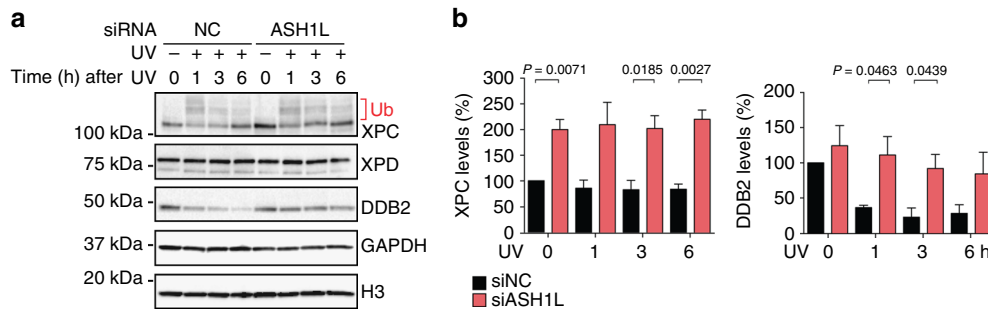 a
siRNA NC ASH1L
UV − + + + − + + +
Time (h) after UV 0 1 3 6 0 1 3 6
Ub
100 kDa - XPC
75 kDa - XPD
50 kDa - DDB2
37 kDa - GAPDH
20 kDa - H3
b
P = 0.0071 0.0185 0.0027
XPC levels (%)
300
250
200
150
100
50
0
UV 0 1 3 6
P = 0.0463 0.0439
DDB2 levels (%)
200
150
100
50
0
UV 0 1 3 6 h
siNC
siASH1L